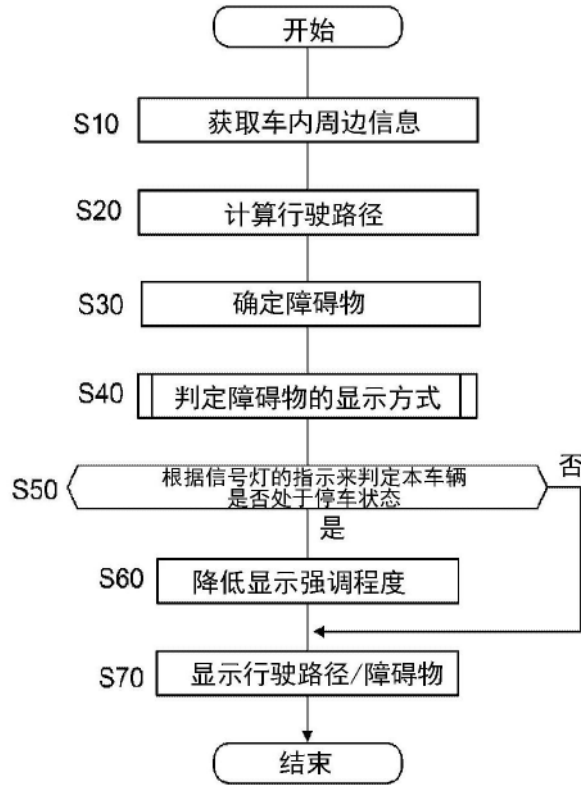 开始
S10
获取车内周边信息
S20
计算行驶路径
S30
确定障碍物
S40
判定障碍物的显示方式
S50
根据信号灯的指示来判定本车辆
是否处于停车状态
否
是
S60
降低显示强调程度
S70
显示行驶路径/障碍物
结束